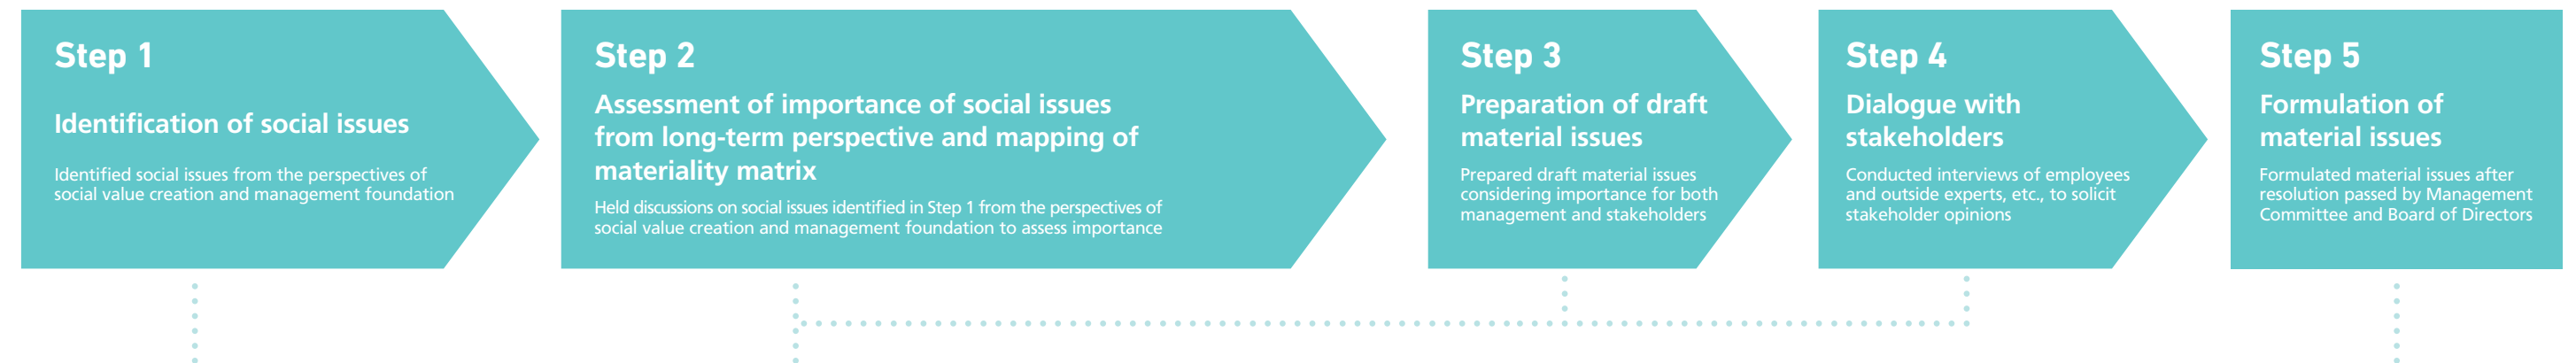 Step 1
Identification of social issues
Identified social issues from the perspectives of
social value creation and management foundation
Step 2
Assessment of importance of social issues
from long-term perspective and mapping of
materiality matrix
Held discussions on social issues identified in Step 1 from the perspectives of
social value creation and management foundation to assess importance
Step 3
Preparation of draft
material issues
Prepared draft material issues
considering importance for both
management and stakeholders
Step 4
Dialogue with
stakeholders
Conducted interviews of employees
and outside experts, etc., to solicit
stakeholder opinions
Step 5
Formulation of
material issues
Formulated material issues after
resolution passed by Management
Committee and Board of Directors